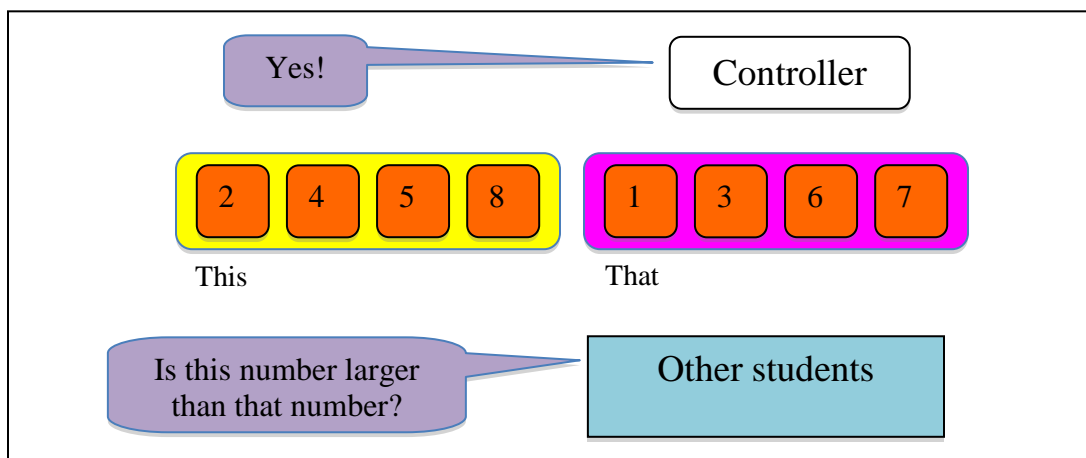 Yes!
Controller
2 4 5 8
1 3 6 7
This
That
Is this number larger
than that number?
Other students